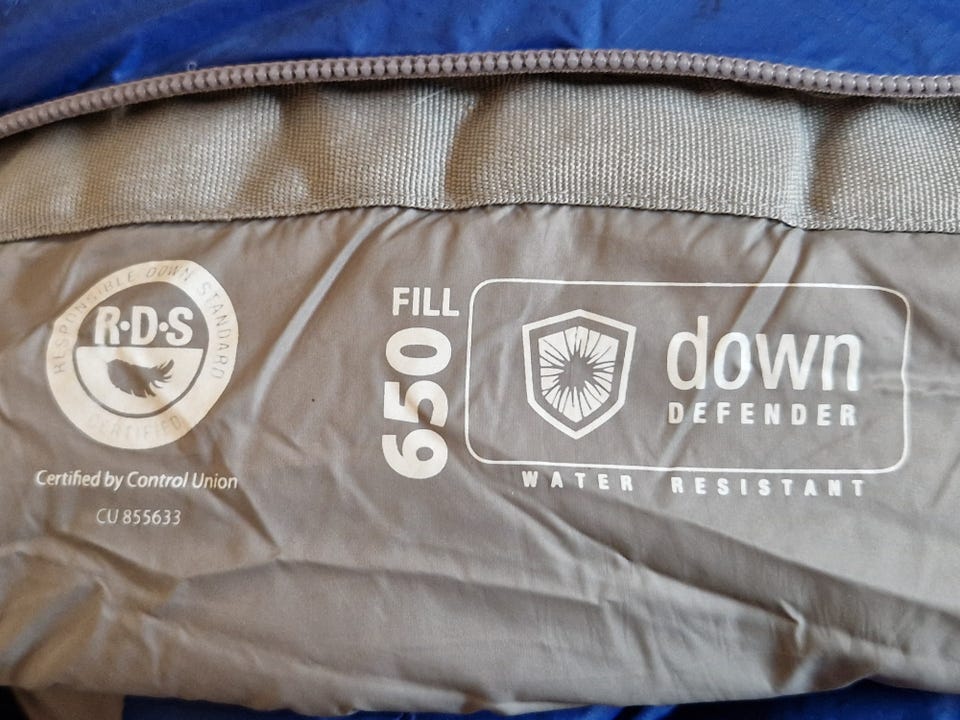 RESPONSIBLE DOWN STANDARD
R·D·S
CERTIFIED
Certified by Control Union
CU 855633
FILL
650
down
DEFENDER
WATER RESISTANT